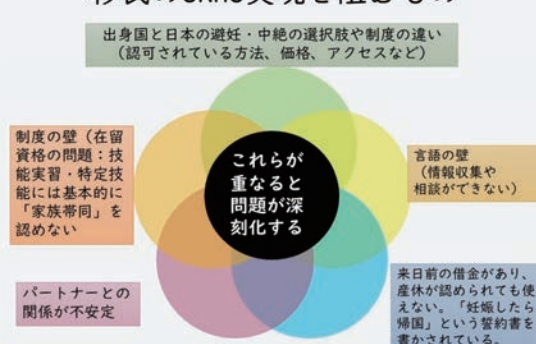 出身国と日本の避妊・中絶の選択肢や制度の違い
(認可されている方法、価格、アクセスなど)
制度の壁(在留
資格の問題:技
能実習・特定技
能には基本的に
「家族帯同」を
認めない
これらが
重なると
問題が深
刻化する
言語の壁
(情報収集や
相談ができない)
パートナーとの
関係が不安定
来日前の借金があり、
産休が認められても使
えない。「妊娠したら
帰国」という誓約書を
書かされている。